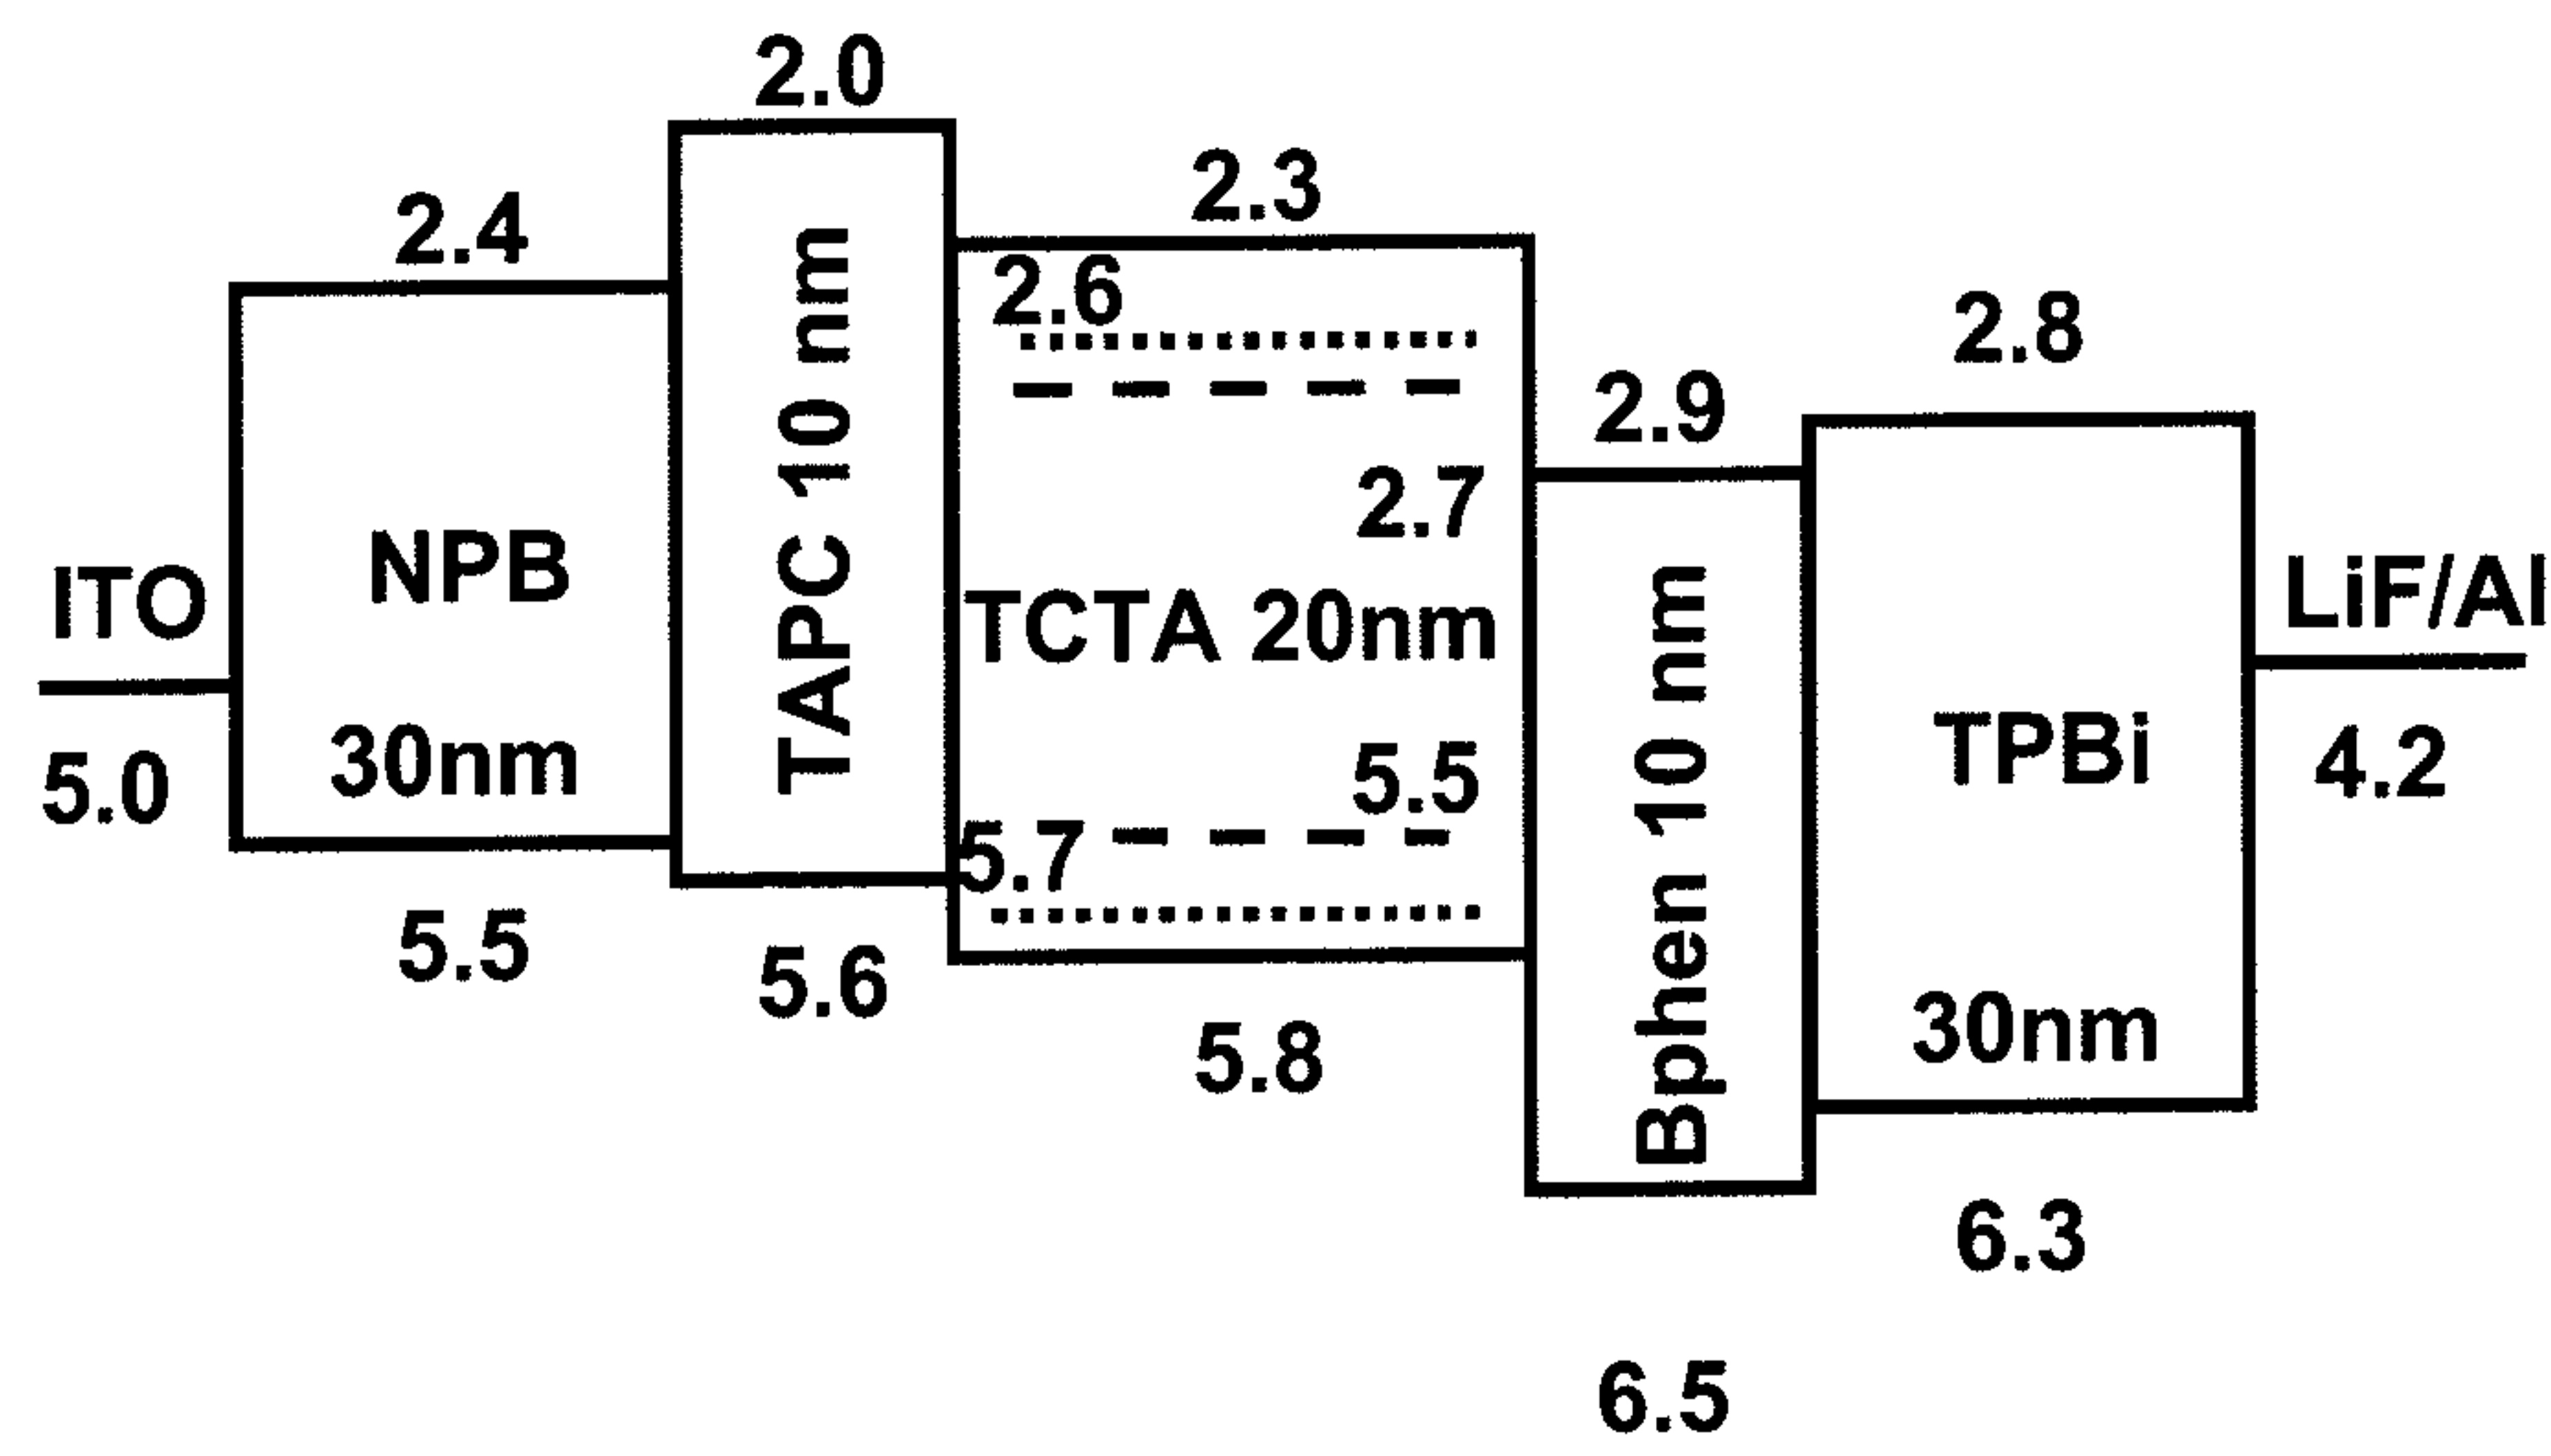 ITO
5.0
2.4
NPB
30nm
5.5
2.0
TAPC 10 nm
5.6
2.3
2.6
2.7
TCTA 20nm
5.5
5.7
5.8
2.9
Bphen 10 nm
6.5
2.8
TPBi
30nm
6.3
LiF/Al
4.2